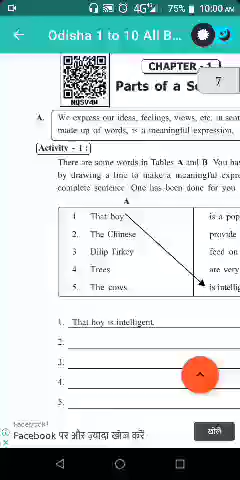 75% 10:00 AM
Odisha 1 to 10 All B...
NUSV4M
CHAPTER - 1
Parts of a Se
7
A. We express our ideas, feelings, views, etc. in sent
made up of words, is a meaningful expression,
Activity - 1 :
There are some words in Tables A and B You ha
by drawing a line to make a meaningful expre
complete sentence One has been done for you
A
1 That boy is a pop
2. The Chinese provide
3 Dilip Tirkey feed on
4 Trees are very
5. The cows is intellig
1. That boy is intelligent.
2.
3.
4.
5.
Facebook पर और ज़्यादा खोज करें
खोलें